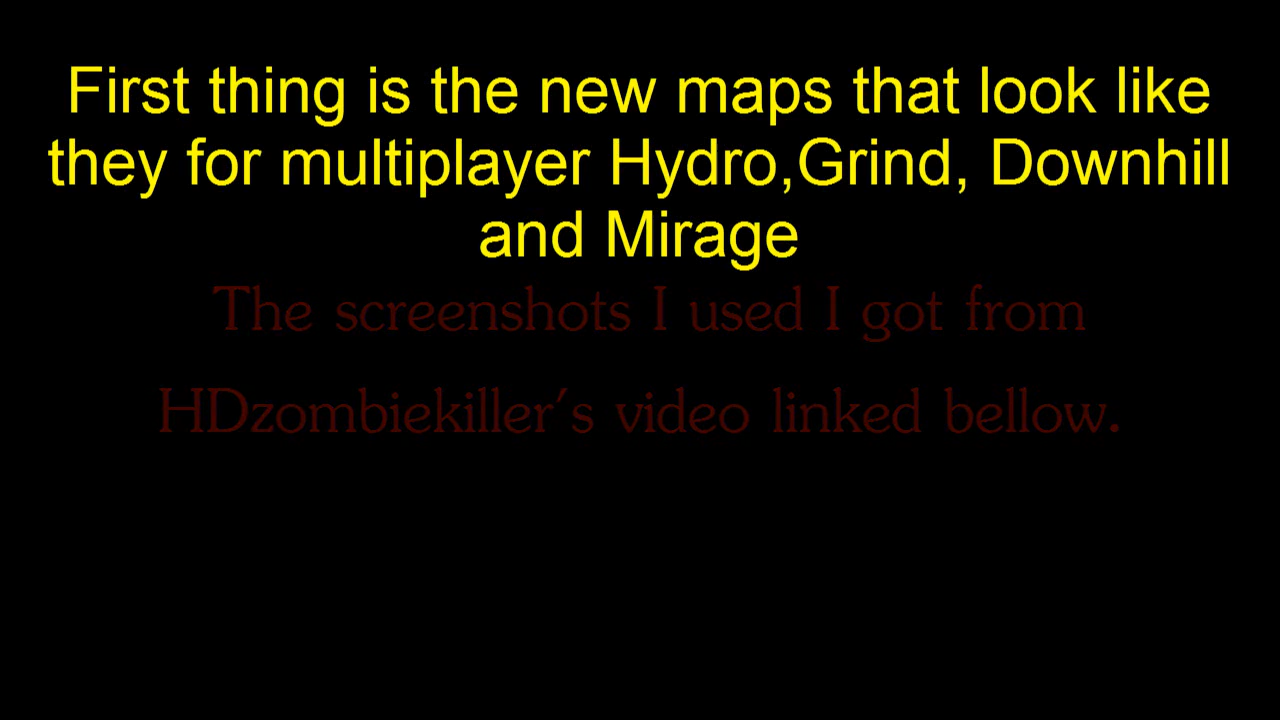 First thing is the new maps that look like
they for multiplayer Hydro,Grind, Downhill
and Mirage
The screenshots I used I got from
HDzombiekiller's video linked bellow.